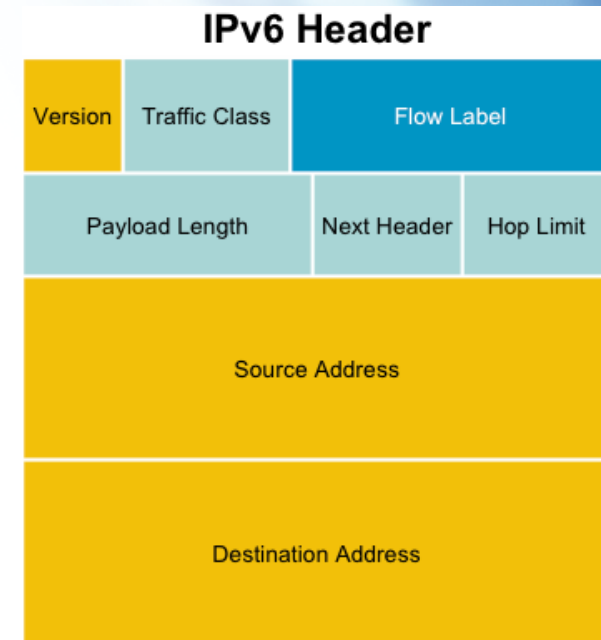 IPv6 Header
Version Traffic Class Flow Label
Payload Length Next Header Hop Limit
Source Address
Destination Address